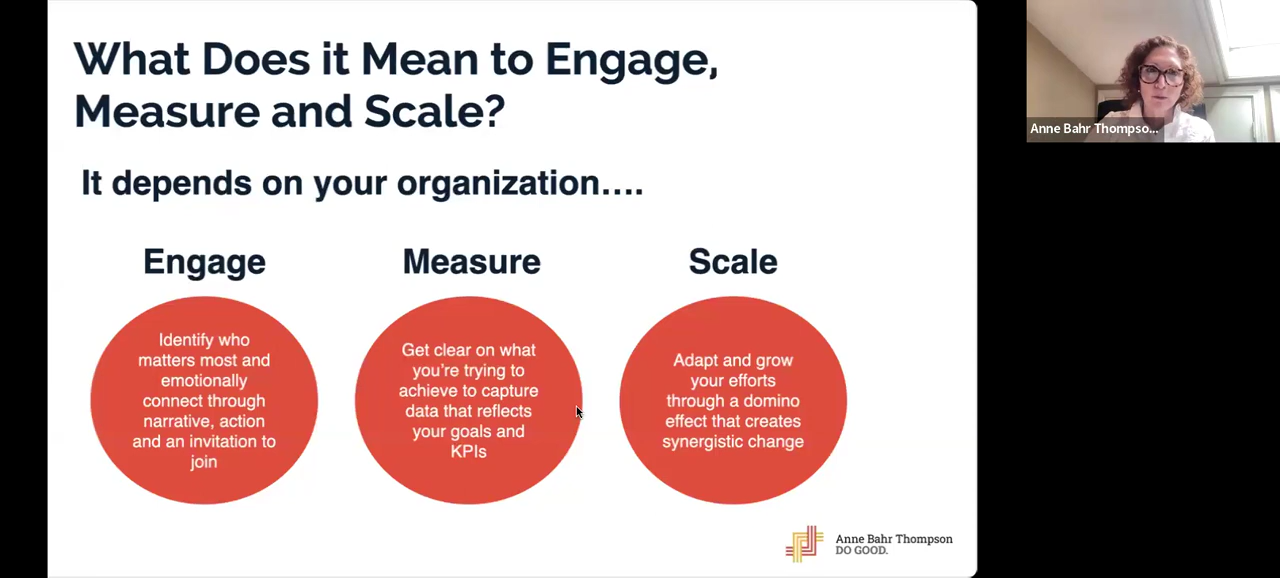 What Does it Mean to Engage,
Measure and Scale?
It depends on your organization....
Engage
Identify who
matters most and
emotionally
connect through
narrative, action
and an invitation to
join
Measure
Get clear on what
you're trying to
achieve to capture
data that reflects
your goals and
KPIs
Scale
Adapt and grow
your efforts
through a domino
effect that creates
synergistic change
Anne Bahr Thompson
DO GOOD.
Anne Bahr Thompso...